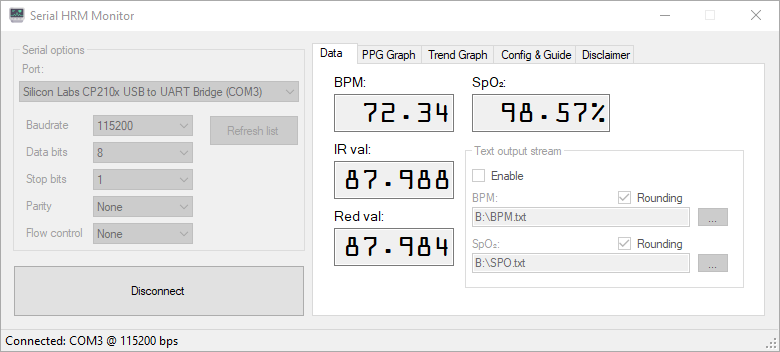 Serial HRM Monitor
Serial options
Port:
Silicon Labs CP210x USB to UART Bridge (COM3)
Baudrate
115200
Refresh list
Data bits
8
Stop bits
1
Parity
None
Flow control
None
Disconnect
Data
PPG Graph
Trend Graph
Config & Guide
Disclaimer
BPM:
72.34
SpO₂:
98.57%
IR val:
87.988
Red val:
87.984
Text output stream
Enable
BPM:
Rounding
B:\BPM.txt
...
SpO₂:
Rounding
B:\SPO.txt
...
Connected: COM3 @ 115200 bps